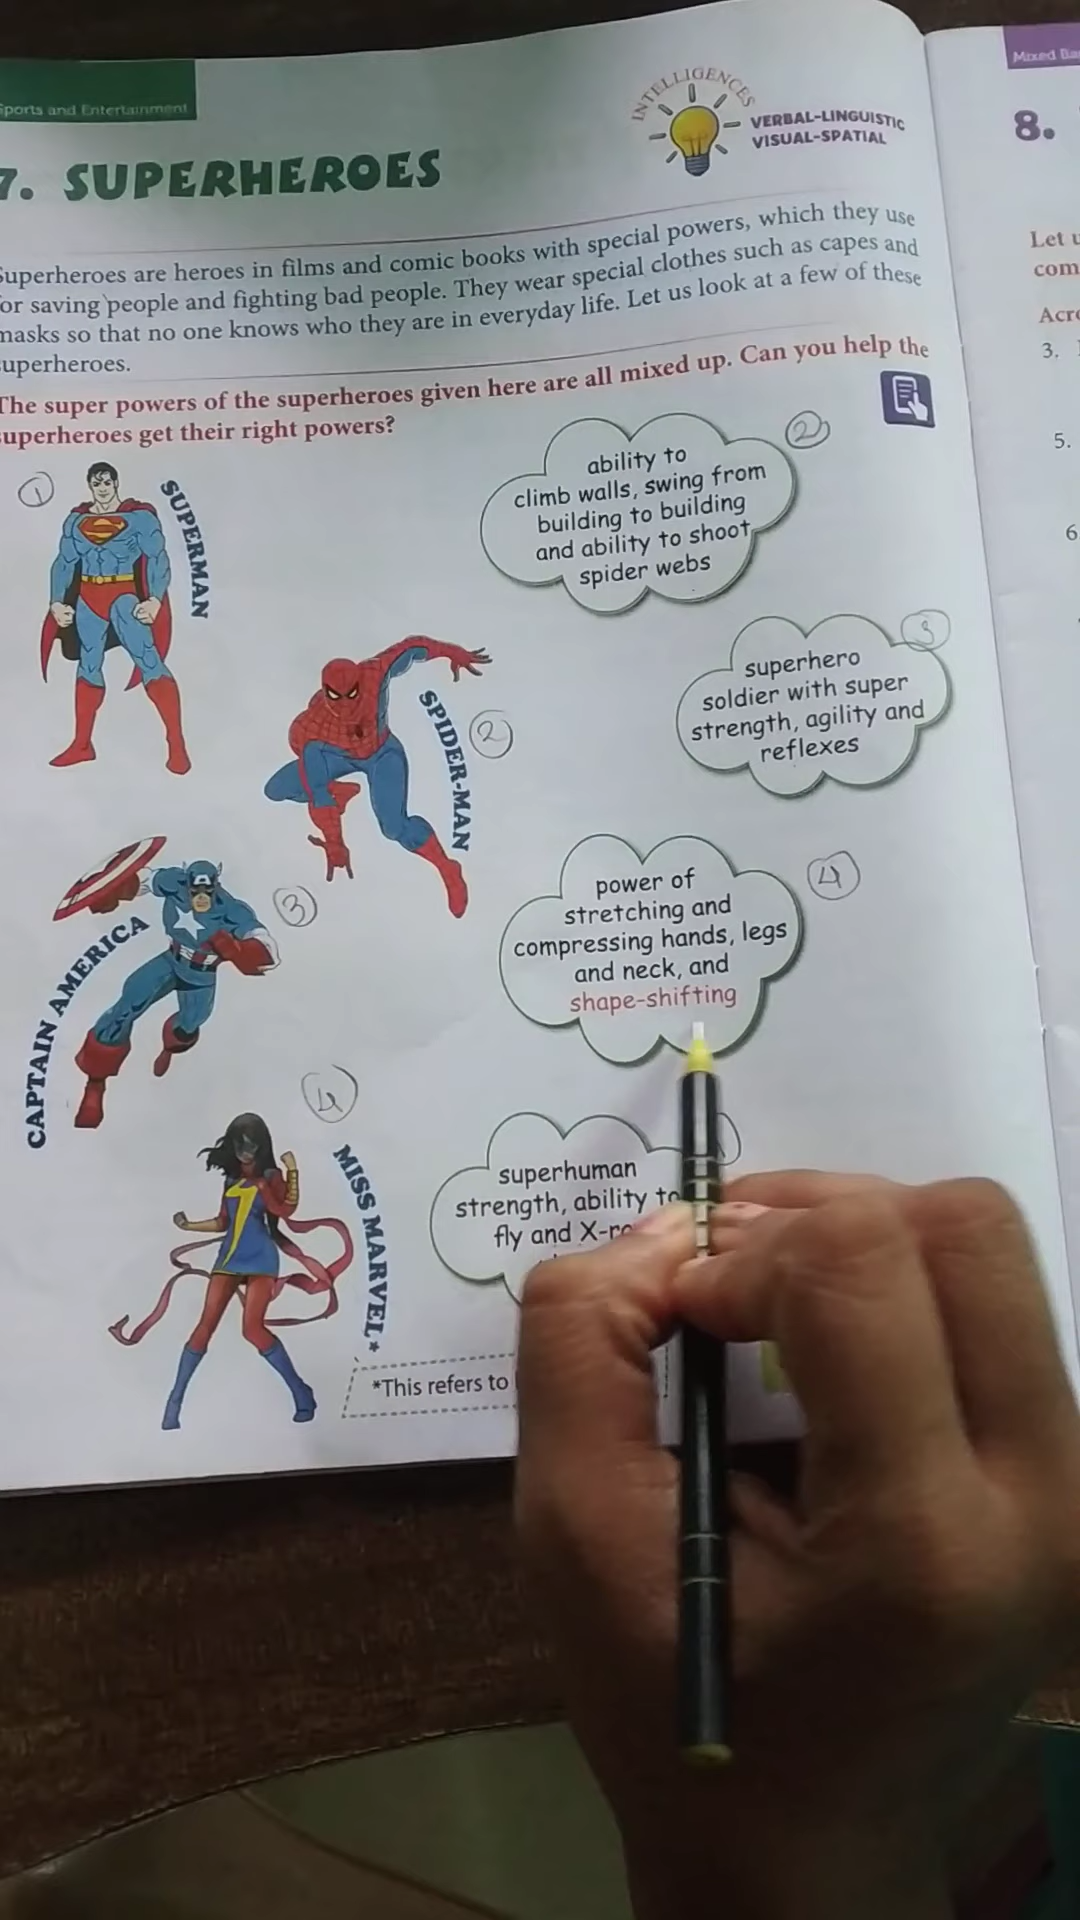 Sports and Entertainment
INTELLIGENCES
VERBAL-LINGUISTIC
VISUAL-SPATIAL
7. SUPERHEROES
Superheroes are heroes in films and comic books with special powers, which they use
for saving people and fighting bad people. They wear special clothes such as capes and
masks so that no one knows who they are in everyday life. Let us look at a few of these
superheroes.
The super powers of the superheroes given here are all mixed up. Can you help the
superheroes get their right powers?
1
SUPERMAN
ability to
climb walls, swing from
building to building
and ability to shoot
spider webs
2
SPIDER-MAN
2
superhero
soldier with super
strength, agility and
reflexes
3
CAPTAIN AMERICA
3
power of
stretching and
compressing hands, legs
and neck, and
shape-shifting
4
MISS MARVEL*
4
superhuman
strength, ability to
fly and
*This refers to
Mixed
8.
Let
3.
5.
6